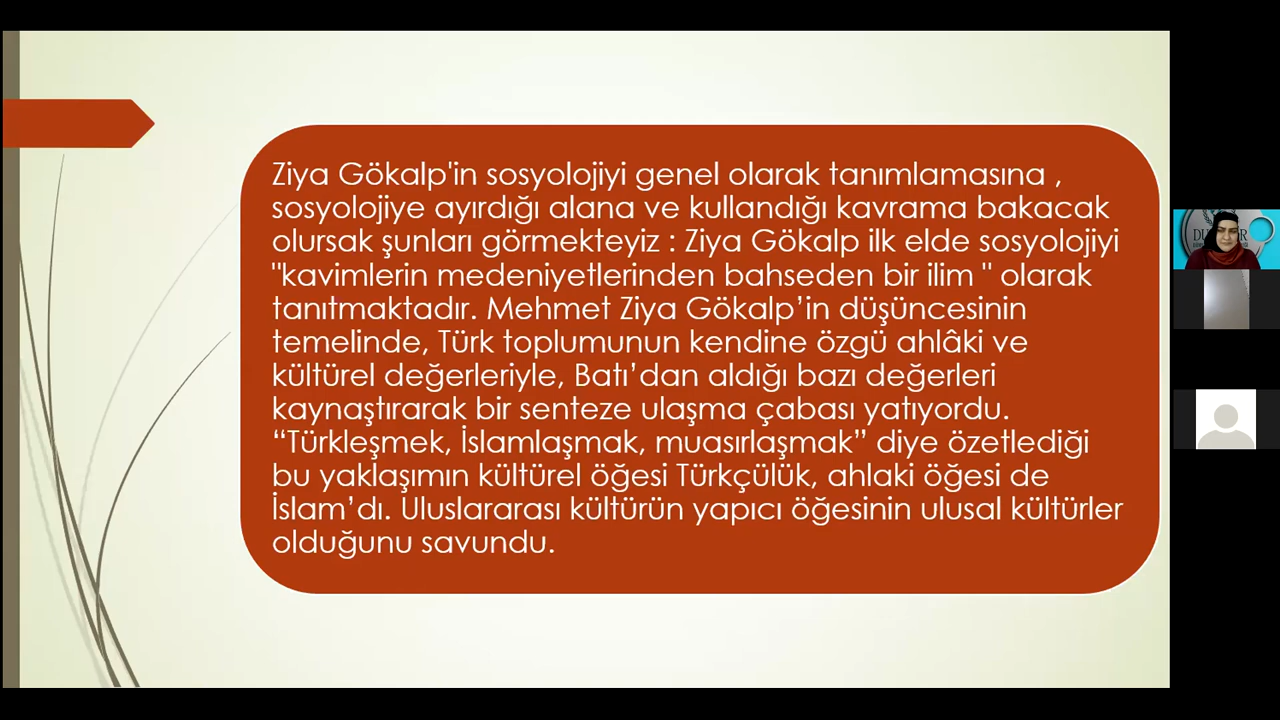 Ziya Gökalp'in sosyolojiyi genel olarak tanımlamasına ,
sosyolojiye ayırdığı alana ve kullandığı kavrama bakacak
olursak şunları görmekteyiz : Ziya Gökalp ilk elde sosyolojiyi
"kavimlerin medeniyetlerinden bahseden bir ilim " olarak
tanıtmaktadır. Mehmet Ziya Gökalp’in düşüncesinin
temelinde, Türk toplumunun kendine özgü ahlâki ve
kültürel değerleriyle, Batı’dan aldığı bazı değerleri
kaynaştırarak bir senteze ulaşma çabası yatıyordu.
“Türkleşmek, İslamlaşmak, muasırlaşmak” diye özetlediği
bu yaklaşımın kültürel öğesi Türkçülük, ahlaki öğesi de
İslam’dı. Uluslararası kültürün yapıcı öğesinin ulusal kültürler
olduğunu savundu.